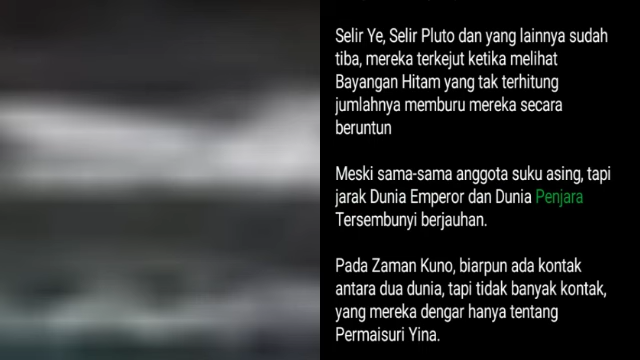 Selir Ye, Selir Pluto dan yang lainnya sudah
tiba, mereka terkejut ketika melihat
Bayangan Hitam yang tak terhitung
jumlahnya memburu mereka secara
beruntun
Meski sama-sama anggota suku asing, tapi
jarak Dunia Emperor dan Dunia Penjara
Tersembunyi berjauhan.
Pada Zaman Kuno, biarpun ada kontak
antara dua dunia, tapi tidak banyak kontak,
yang mereka dengar hanya tentang
Permaisuri Yina.